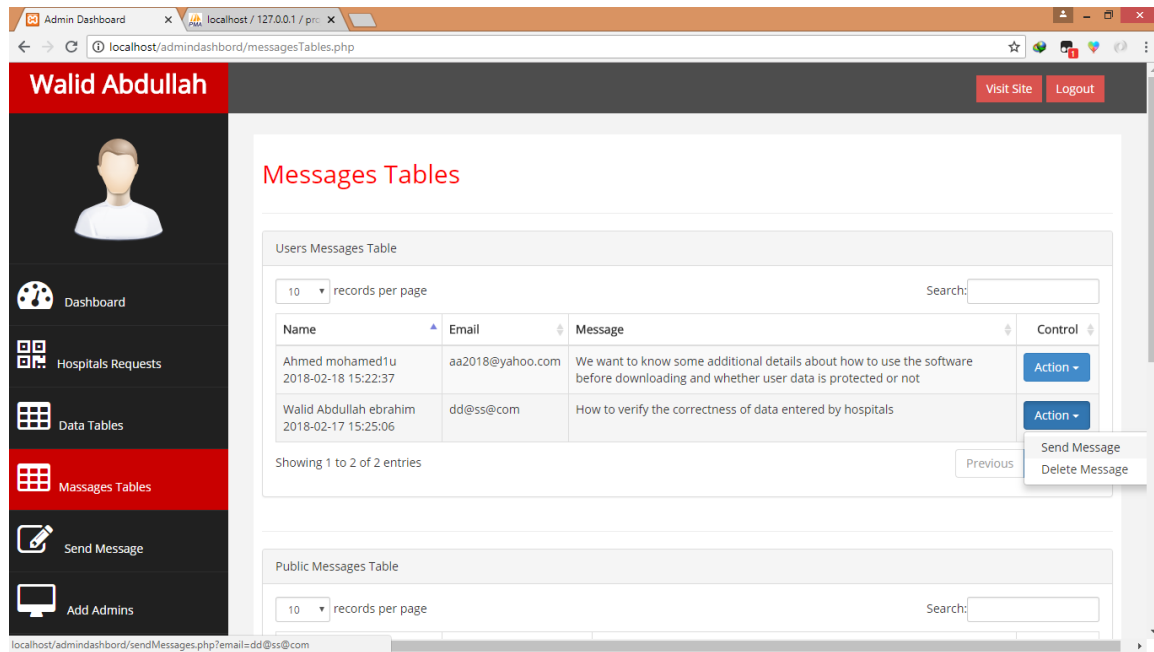 Admin Dashboard
localhost / 127.0.0.1 / pro
PMA
localhost/admindashbord/messagesTables.php
1
Walid Abdullah
Visit Site
Logout
Dashboard
Hospitals Requests
Data Tables
Massages Tables
Send Message
Add Admins
Messages Tables
Users Messages Table
10 records per page
Search:
Name Email Message Control
Ahmed mohamed1u aa2018@yahoo.com We want to know some additional details about how to use the software Action
2018-02-18 15:22:37 before downloading and whether user data is protected or not
Walid Abdullah ebrahim dd@ss@com How to verify the correctness of data entered by hospitals Action
2018-02-17 15:25:06
Send Message
Delete Message
Showing 1 to 2 of 2 entries
Previous
Public Messages Table
10 records per page
Search:
localhost/admindashbord/sendMessages.php?email=dd@ss@com